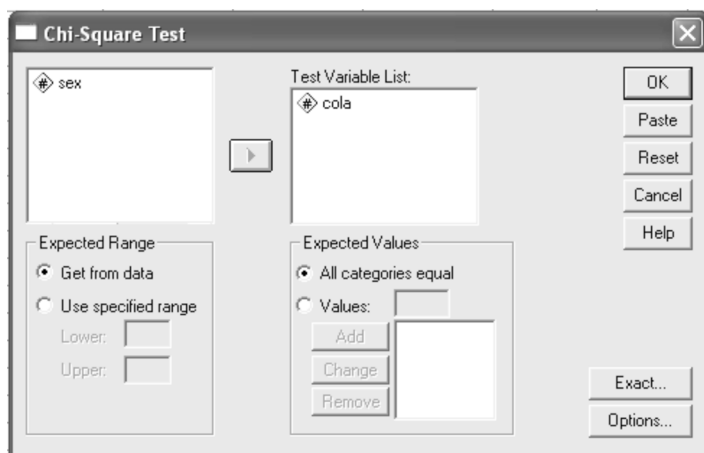 Chi-Square Test
sex
Test Variable List:
cola
OK
Paste
Reset
Cancel
Help
Expected Range
Get from data
Use specified range
Lower:
Upper:
Expected Values
All categories equal
Values:
Add
Change
Remove
Exact...
Options...